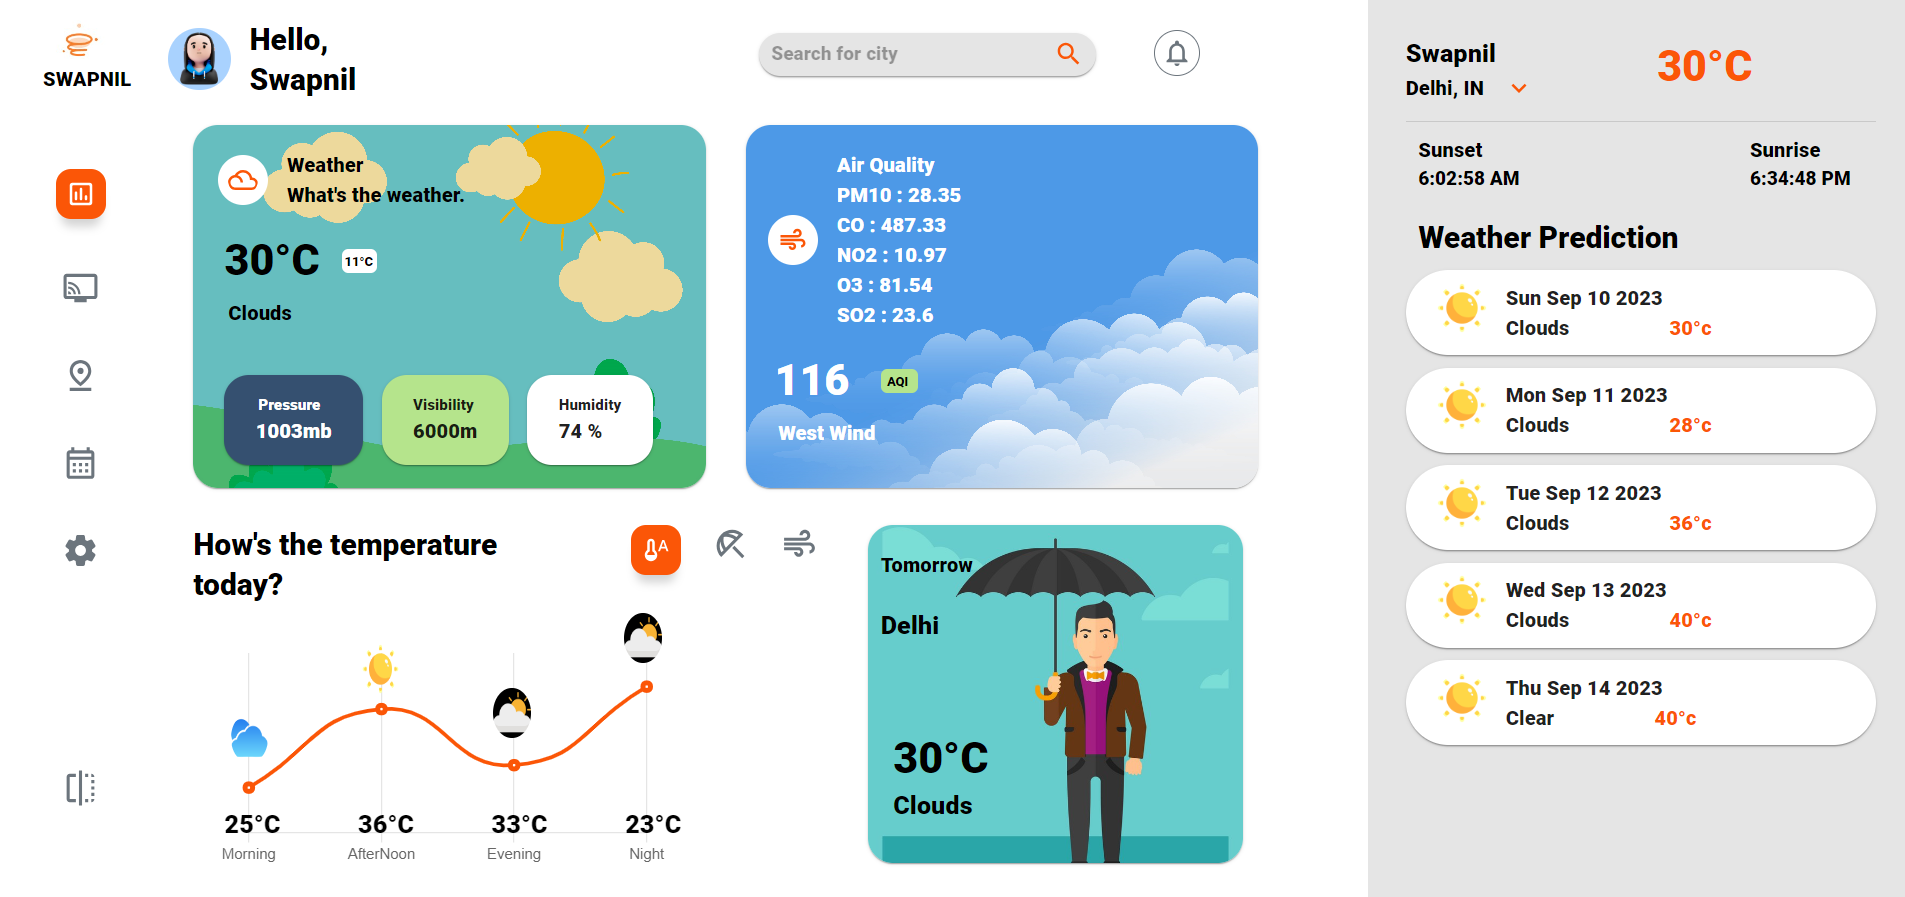 SWAPNIL
Hello,
Swapnil
Search for city
Weather
What's the weather.
30°C
11°C
Clouds
Pressure
1003mb
Visibility
6000m
Humidity
74 %
Air Quality
PM10 : 28.35
CO : 487.33
NO2 : 10.97
O3 : 81.54
SO2 : 23.6
116
AQI
West Wind
How's the temperature
today?
A
25°C
36°C
33°C
23°C
Morning
AfterNoon
Evening
Night
Tomorrow
Delhi
30°C
Clouds
Swapnil
Delhi, IN
30°C
Sunset
6:02:58 AM
Sunrise
6:34:48 PM
Weather Prediction
Sun Sep 10 2023
Clouds 30°c
Mon Sep 11 2023
Clouds 28°c
Tue Sep 12 2023
Clouds 36°c
Wed Sep 13 2023
Clouds 40°c
Thu Sep 14 2023
Clear 40°c